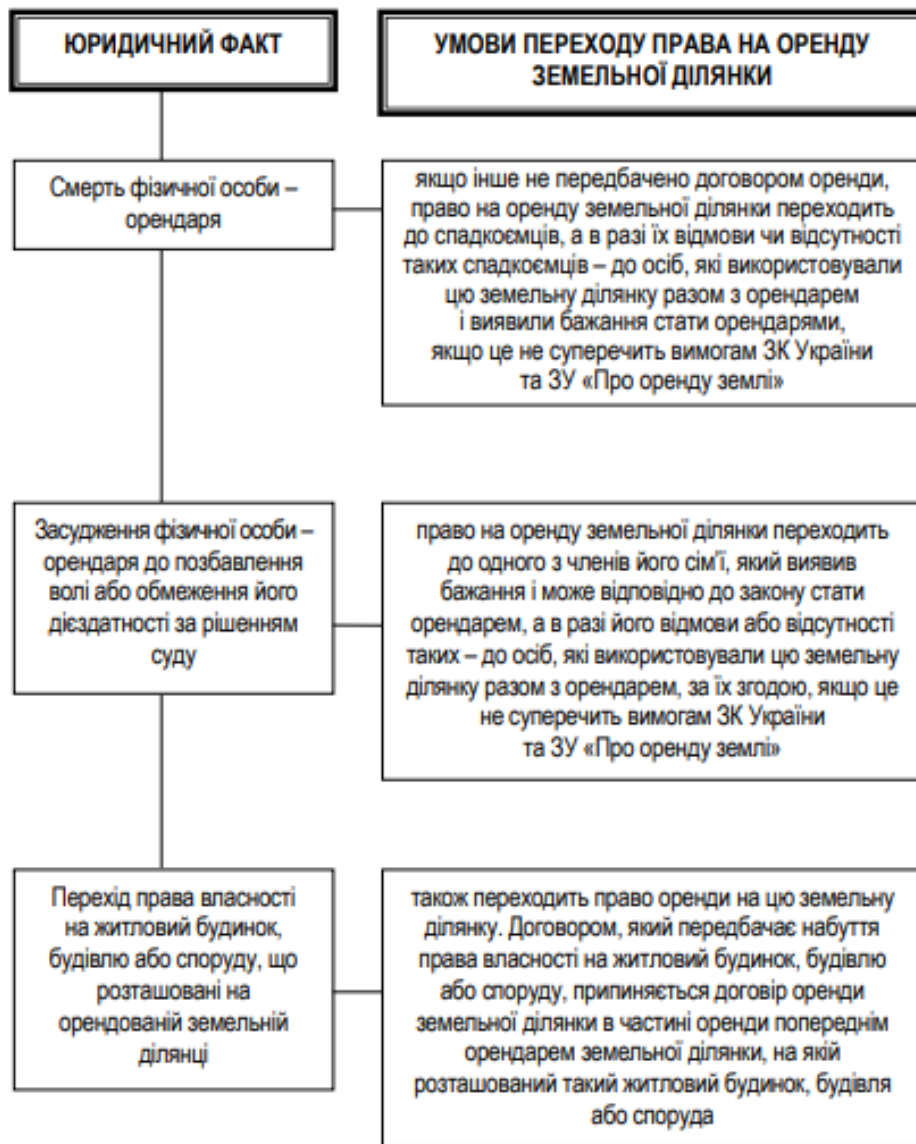 ЮРИДИЧНИЙ ФАКТ
УМОВИ ПЕРЕХОДУ ПРАВА НА ОРЕНДУ
ЗЕМЕЛЬНОЇ ДІЛЯНКИ
Смерть фізичної особи –
орендаря
якщо інше не передбачено договором оренди,
право на оренду земельної ділянки переходить
до спадкоємців, а в разі їх відмови чи відсутності
таких спадкоємців – до осіб, які використовували
цю земельну ділянку разом з орендарем
і виявили бажання стати орендарями,
якщо це не суперечить вимогам ЗК України
та ЗУ «Про оренду землі»
Засудження фізичної особи –
орендаря до позбавлення
волі або обмеження його
дієздатності за рішенням
суду
право на оренду земельної ділянки переходить
до одного з членів його сім’ї, який виявив
бажання і може відповідно до закону стати
орендарем, а в разі його відмови або відсутності
таких – до осіб, які використовували цю земельну
ділянку разом з орендарем, за їх згодою, якщо це
не суперечить вимогам ЗК України
та ЗУ «Про оренду землі»
Перехід права власності
на житловий будинок,
будівлю або споруду, що
розташовані на
орендованій земельній
ділянці
також переходить право оренди на цю земельну
ділянку. Договором, який передбачає набуття
права власності на житловий будинок, будівлю
або споруду, припиняється договір оренди
земельної ділянки в частині оренди попереднім
орендарем земельної ділянки, на якій
розташований такий житловий будинок, будівля
або споруда